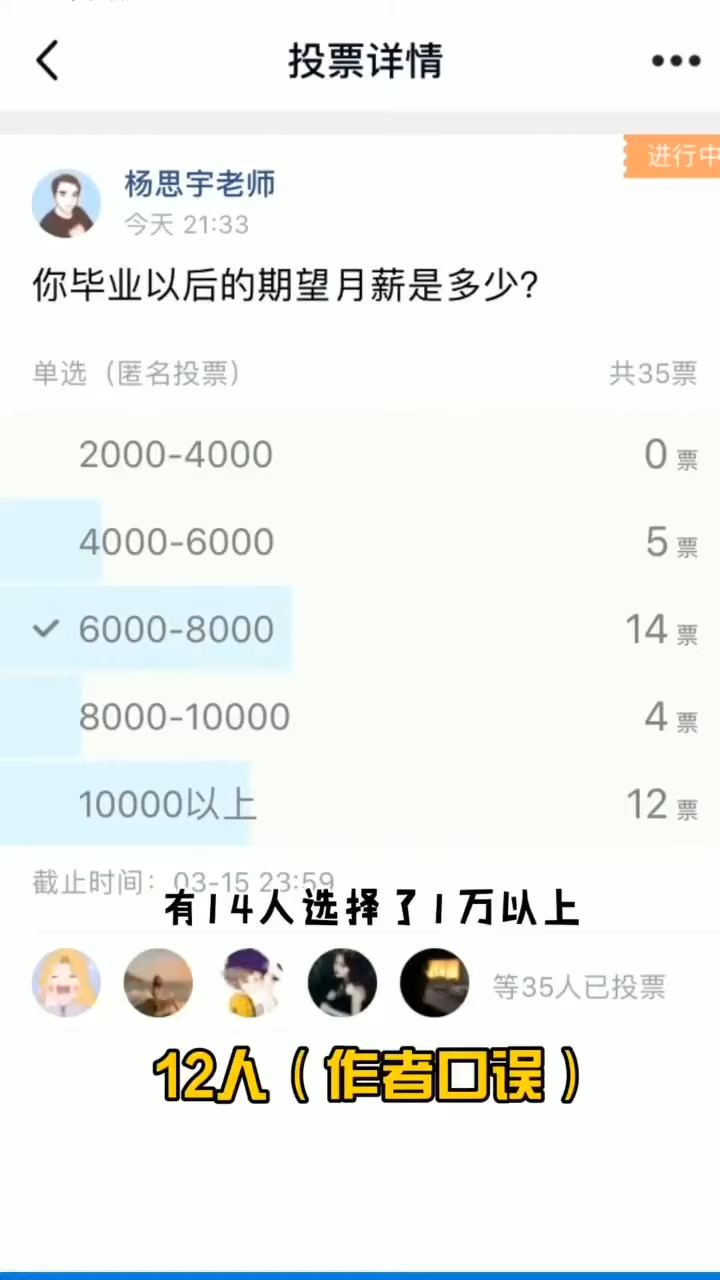 投票详情
进行中
杨思宇老师
今天 21:33
你毕业以后的期望月薪是多少?
单选（匿名投票） 共35票
2000-4000 0 票
4000-6000 5 票
6000-8000 14 票
8000-10000 4 票
10000以上 12 票
截止时间：03-15 23:59
有14人选择了1万以上
等35人已投票
12人（作者口误）